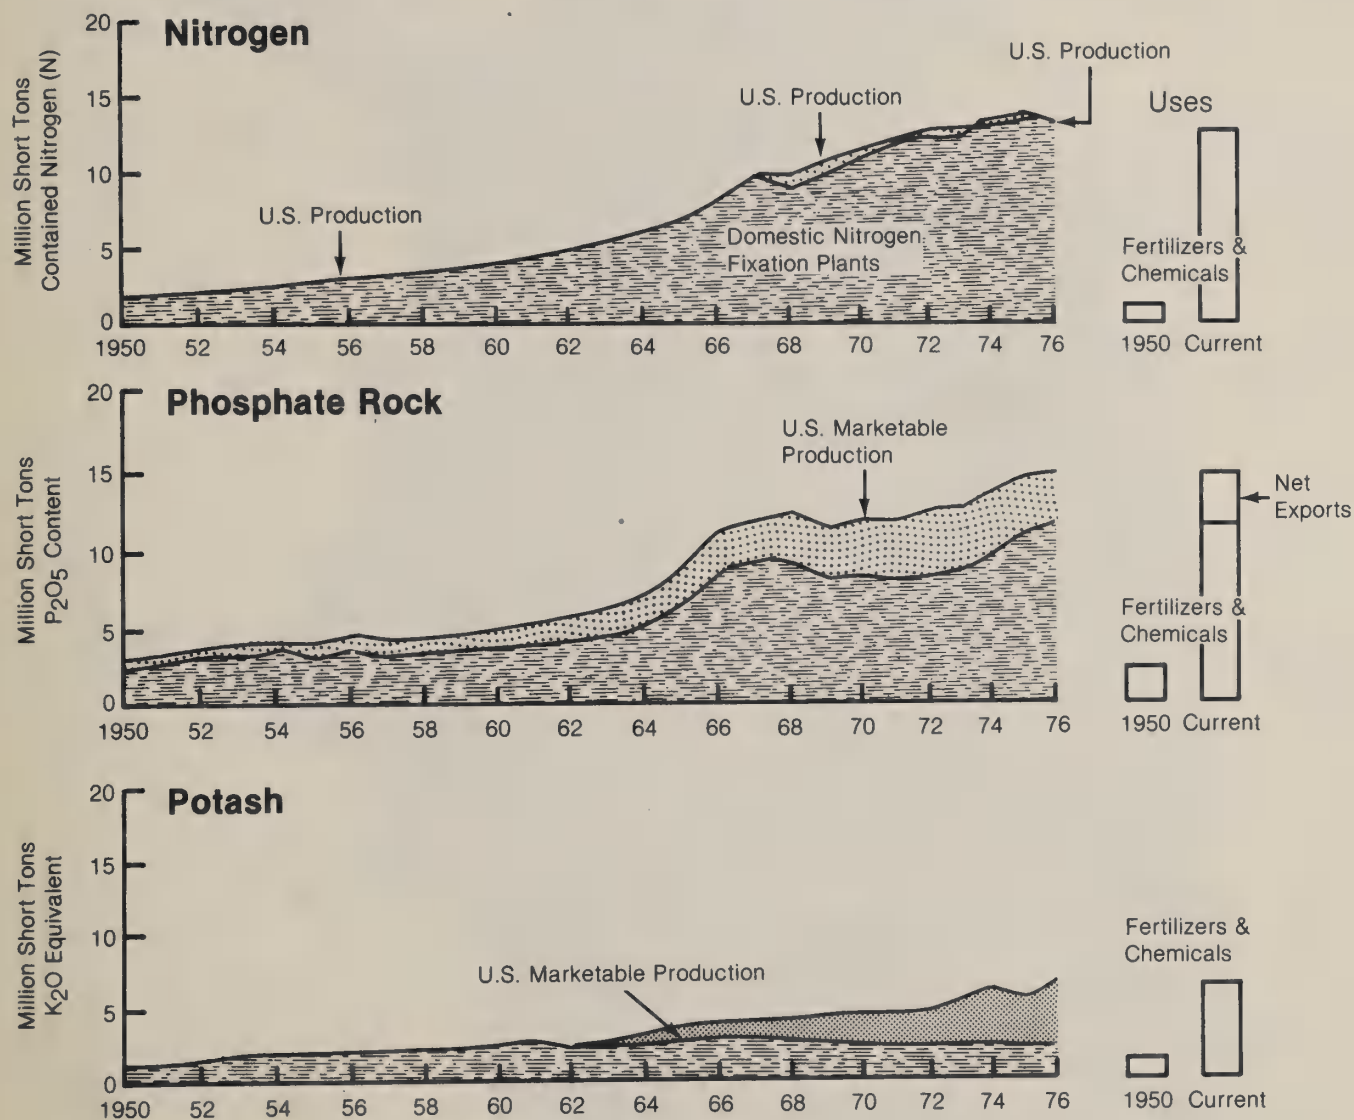 Nitrogen
Million Short Tons
Contained Nitrogen (N)
20
15
10
5
0
U.S. Production
U.S. Production
U.S. Production
Domestic Nitrogen
Fixation Plants
1950 52 54 56 58 60 62 64 66 68 70 72 74 76
Uses
Fertilizers &
Chemicals
1950 Current
Phosphate Rock
Million Short Tons
P2O5 Content
20
15
10
5
0
U.S. Marketable
Production
1950 52 54 56 58 60 62 64 66 68 70 72 74 76
Net
Exports
Fertilizers &
Chemicals
1950 Current
Potash
Million Short Tons
K2O Equivalent
20
15
10
5
0
U.S. Marketable Production
1950 52 54 56 58 60 62 64 66 68 70 72 74 76
Fertilizers &
Chemicals
1950 Current